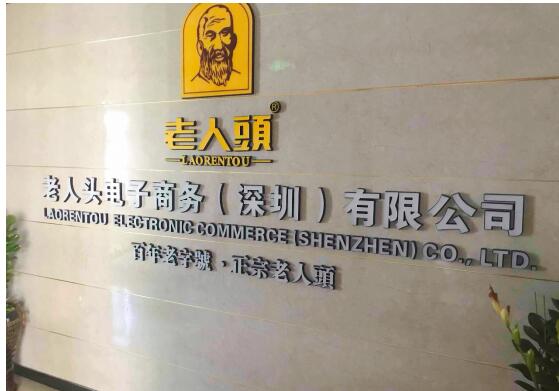 老人頭®
LAORENTOU
老人头电子商务（深圳）有限公司
LAORENTOU ELECTRONIC COMMERCE (SHENZHEN) CO., LTD.
百年老字號·正宗老人頭